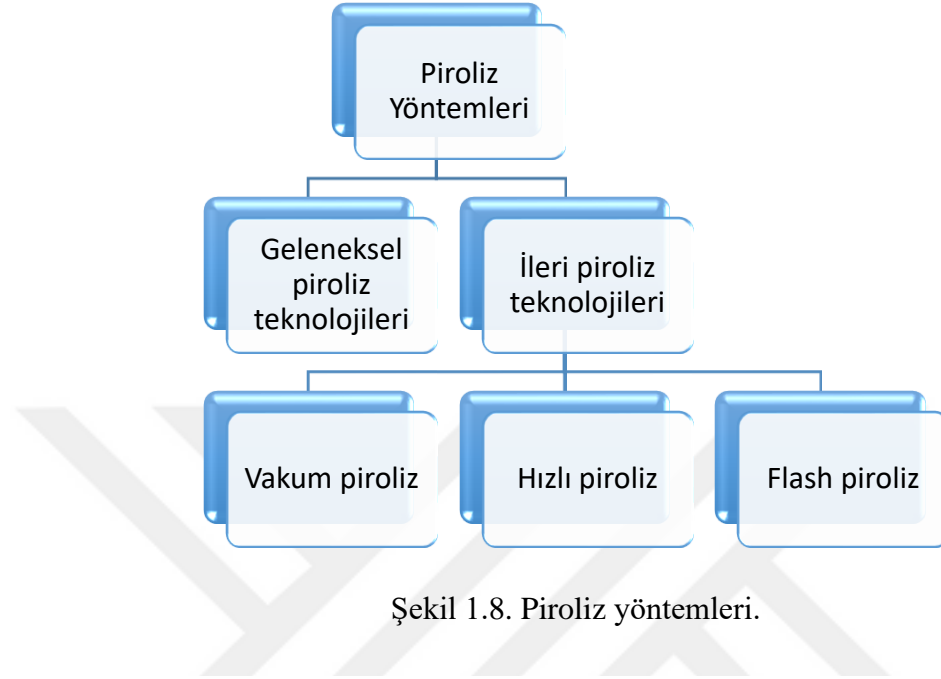 Piroliz
Yöntemleri
Geleneksel
piroliz
teknolojileri
İleri piroliz
teknolojileri
Vakum piroliz
Hızlı piroliz
Flash piroliz
Şekil 1.8. Piroliz yöntemleri.